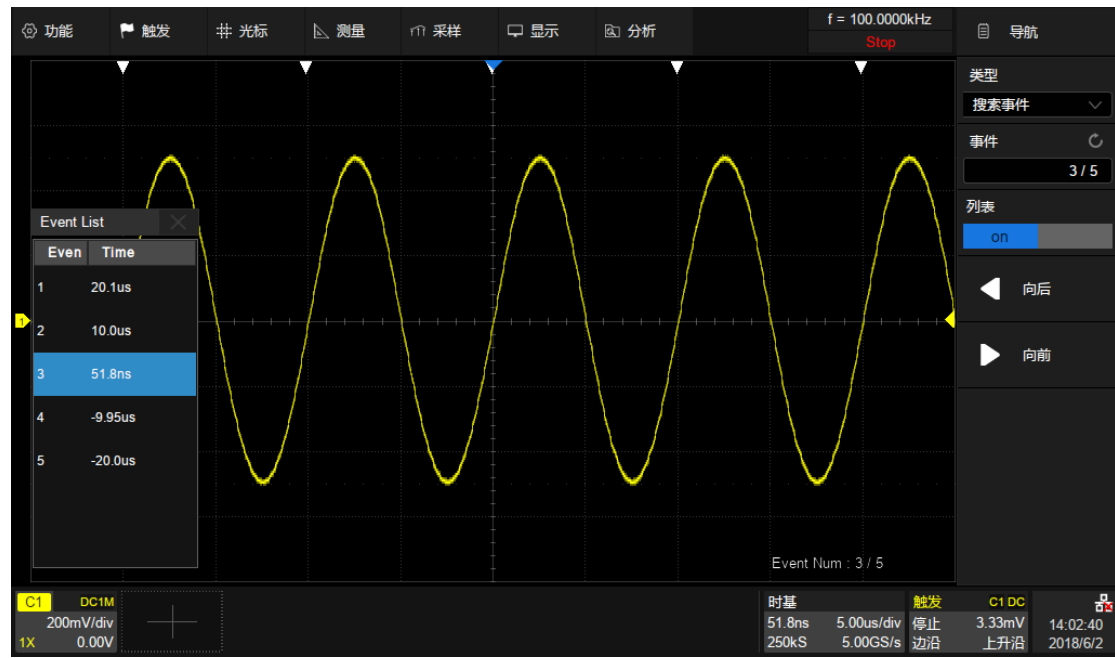 功能
触发
光标
测量
采样
显示
分析
f = 100.0000kHz
Stop
导航
类型
搜索事件
事件
3 / 5
列表
on
向后
向前
Event List
Even Time
1 20.1us
2 10.0us
3 51.8ns
4 -9.95us
5 -20.0us
1
Event Num : 3 / 5
C1 DC1M
200mV/div
1X 0.00V
时基
51.8ns 5.00us/div
250kS 5.00GS/s
触发 C1 DC
停止 3.33mV
边沿 上升沿
14:02:40
2018/6/2